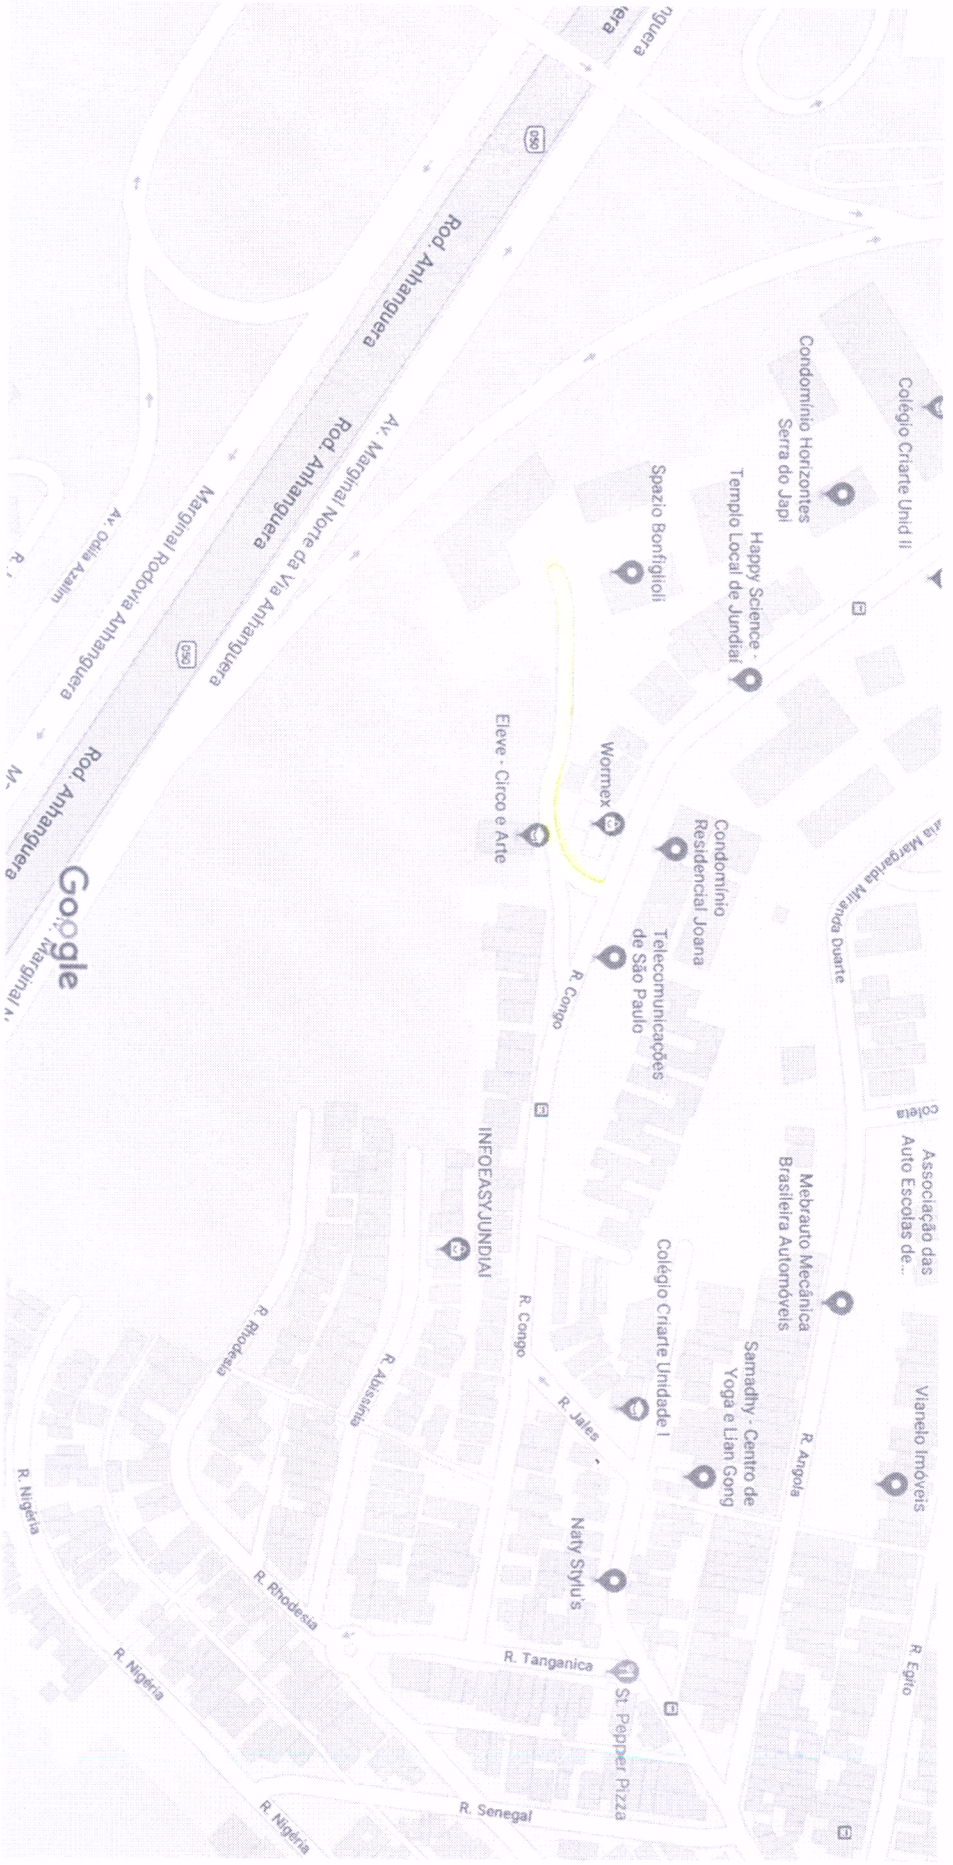 Colégio Criarte Unid II
Condomínio Horizontes
Serra do Japi
Happy Science -
Templo Local de Jundiaí
Spazio Bonfiglioli
Margarida Miranda Duarte
coleta
Associação das
Auto Escolas de...
Vianelo Imóveis
R. Egito
Mebrauto Mecânica
Brasileira Automóveis
R. Angola
Samadhy - Centro de
Yoga e Lian Gong
Condomínio
Residencial Joana
Telecomunicações
de São Paulo
Colégio Criarte Unidade I
Wormex
R. Congo
R. Jales
Naty Stylu's
St. Pepper Pizza
R. Tanganica
Eleve - Circo e Arte
INFOEASYJUNDIAI
R. Congo
R. Senegal
R. Abissínia
R. Rhodesia
R. Rhodesia
R. Nigéria
R. Nigéria
R. Nigéria
050
Rod. Anhanguera
Rod. Anhanguera
Av. Marginal Norte da Via Anhanguera
Marginal Rodovia Anhanguera
Av. Odila Azalim
050
Rod. Anhanguera
Google